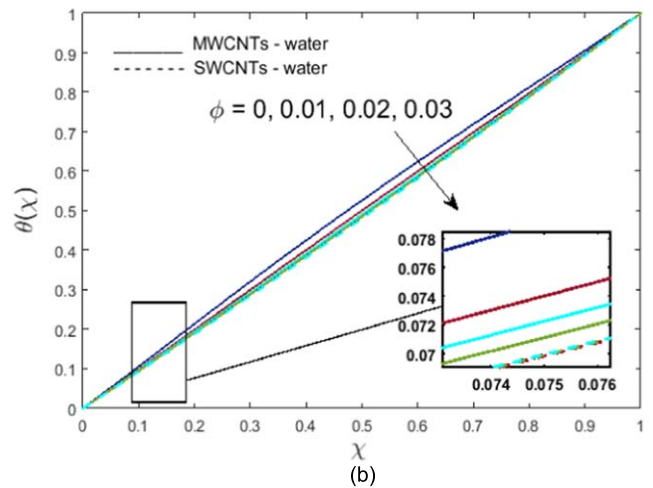 1
0.9
0.8
0.7
0.6
0.5
0.4
0.3
0.2
0.1
0
θ(χ)
MWCNTs - water
SWCNTs - water
ϕ = 0, 0.01, 0.02, 0.03
0.078
0.076
0.074
0.072
0.07
0.074 0.075 0.076
0 0.1 0.2 0.3 0.4 0.5 0.6 0.7 0.8 0.9 1
χ
(b)